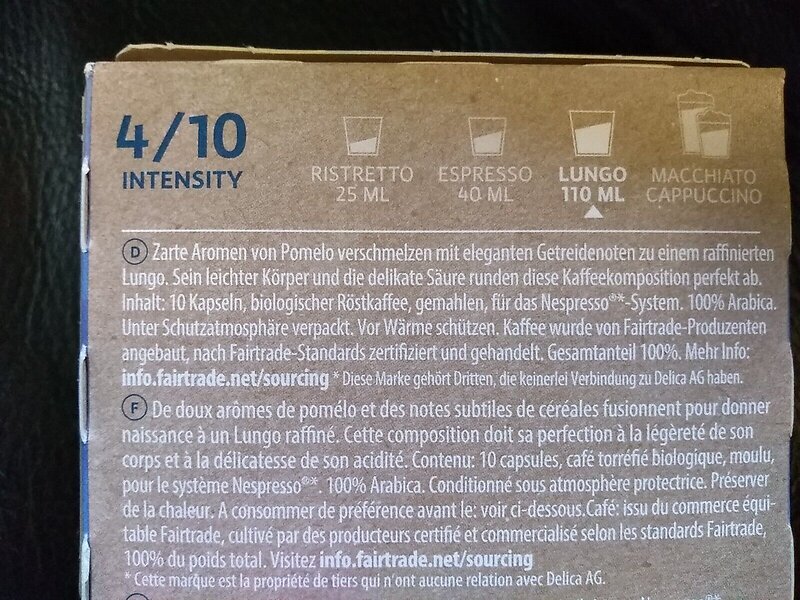 4/10
INTENSITY
RISTRETTO
25 ML
ESPRESSO
40 ML
LUNGO
110 ML
MACCHIATO
CAPPUCCINO
D Zarte Aromen von Pomelo verschmelzen mit eleganten Getreidenoten zu einem raffinierten
Lungo. Sein leichter Körper und die delikate Säure runden diese Kaffeekomposition perfekt ab.
Inhalt: 10 Kapseln, biologischer Röstkaffee, gemahlen, für das Nespresso®*-System. 100% Arabica.
Unter Schutzatmosphäre verpackt. Vor Wärme schützen. Kaffee wurde von Fairtrade-Produzenten
angebaut, nach Fairtrade-Standards zertifiziert und gehandelt. Gesamtanteil 100%. Mehr Info:
info.fairtrade.net/sourcing * Diese Marke gehört Dritten, die keinerlei Verbindung zu Delica AG haben.
F De doux arômes de pomélo et des notes subtiles de céréales fusionnent pour donner
naissance à un Lungo raffiné. Cette composition doit sa perfection à la légèreté de son
corps et à la délicatesse de son acidité. Contenu: 10 capsules, café torréfié biologique, moulu,
pour le système Nespresso®*. 100% Arabica. Conditionné sous atmosphère protectrice. Préserver
de la chaleur. A consommer de préférence avant le: voir ci-dessous.Café: issu du commerce équi-
table Fairtrade, cultivé par des producteurs certifié et commercialisé selon les standards Fairtrade,
100% du poids total. Visitez info.fairtrade.net/sourcing
* Cette marque est la propriété de tiers qui n'ont aucune relation avec Delica AG.